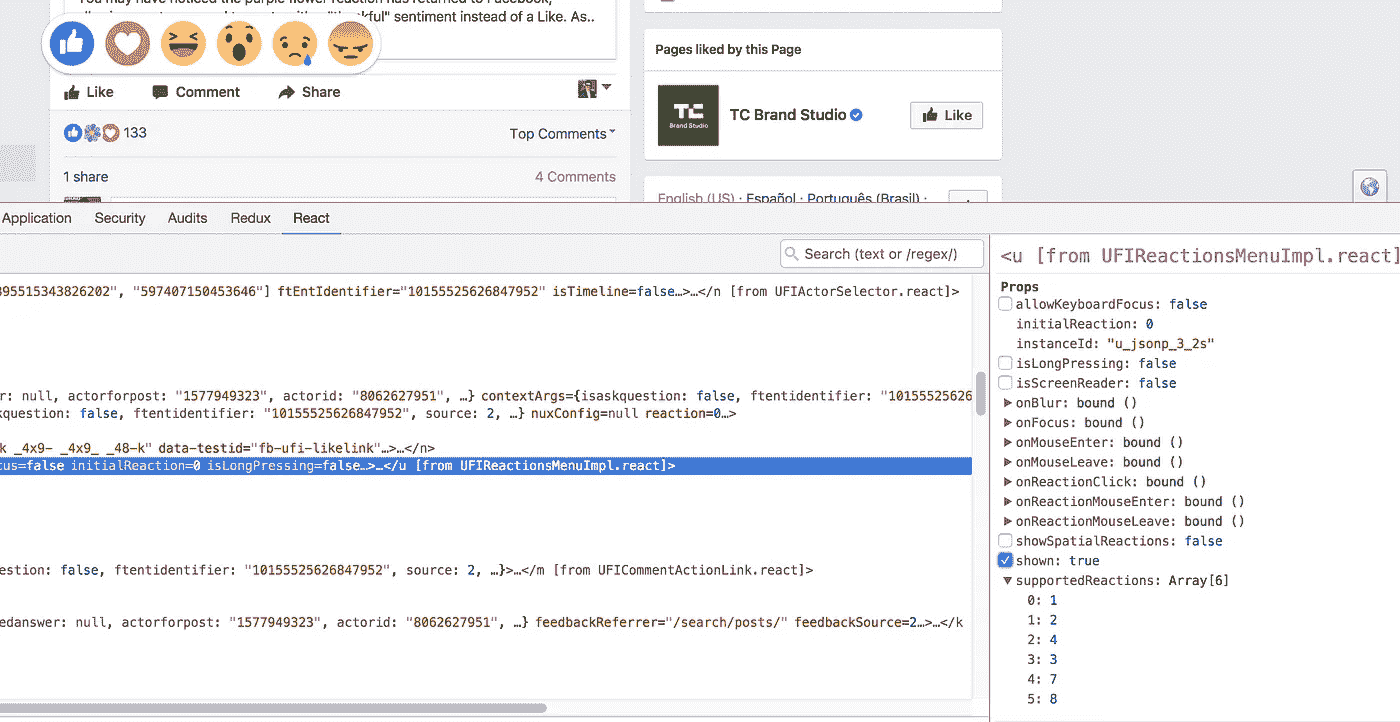 You may have noticed the purple flower reaction has returned to Facebook,
"thankful" sentiment instead of a Like. As..
Like
Comment
Share
133
Top Comments
1 share
4 Comments
Pages liked by this Page
TC
Brand Studio
TC Brand Studio
Like
English (US) · Español · Português (Brasil) ·
Application
Security
Audits
Redux
React
Search (text or /regex/)
395515343826202", "597407150453646"] ftEntIdentifier="10155525626847952" isTimeline=false…>…</n [from UFIActorSelector.react]>
r: null, actorforpost: "1577949323", actorid: "8062627951", …} contextArgs={isaskquestion: false, ftentidentifier: "10155525626
kquestion: false, ftentidentifier: "10155525626847952", source: 2, …} nuxConfig=null reaction=0…>
k _4x9- _4x9_ _48-k" data-testid="fb-ufi-likelink"…>…</n>
cus=false initialReaction=0 isLongPressing=false…>…</u [from UFIReactionsMenuImpl.react]>
estion: false, ftentidentifier: "10155525626847952", source: 2, …}>…</m [from UFICommentActionLink.react]>
edanswer: null, actorforpost: "1577949323", actorid: "8062627951", …} feedbackReferrer="/search/posts/" feedbackSource=2…>…</k
<u [from UFIReactionsMenuImpl.react]
Props
allowKeyboardFocus: false
initialReaction: 0
instanceId: "u_jsonp_3_2s"
isLongPressing: false
isScreenReader: false
onBlur: bound ()
onFocus: bound ()
onMouseEnter: bound ()
onMouseLeave: bound ()
onReactionClick: bound ()
onReactionMouseEnter: bound ()
onReactionMouseLeave: bound ()
showSpatialReactions: false
shown: true
supportedReactions: Array[6]
0: 1
1: 2
2: 4
3: 3
4: 7
5: 8